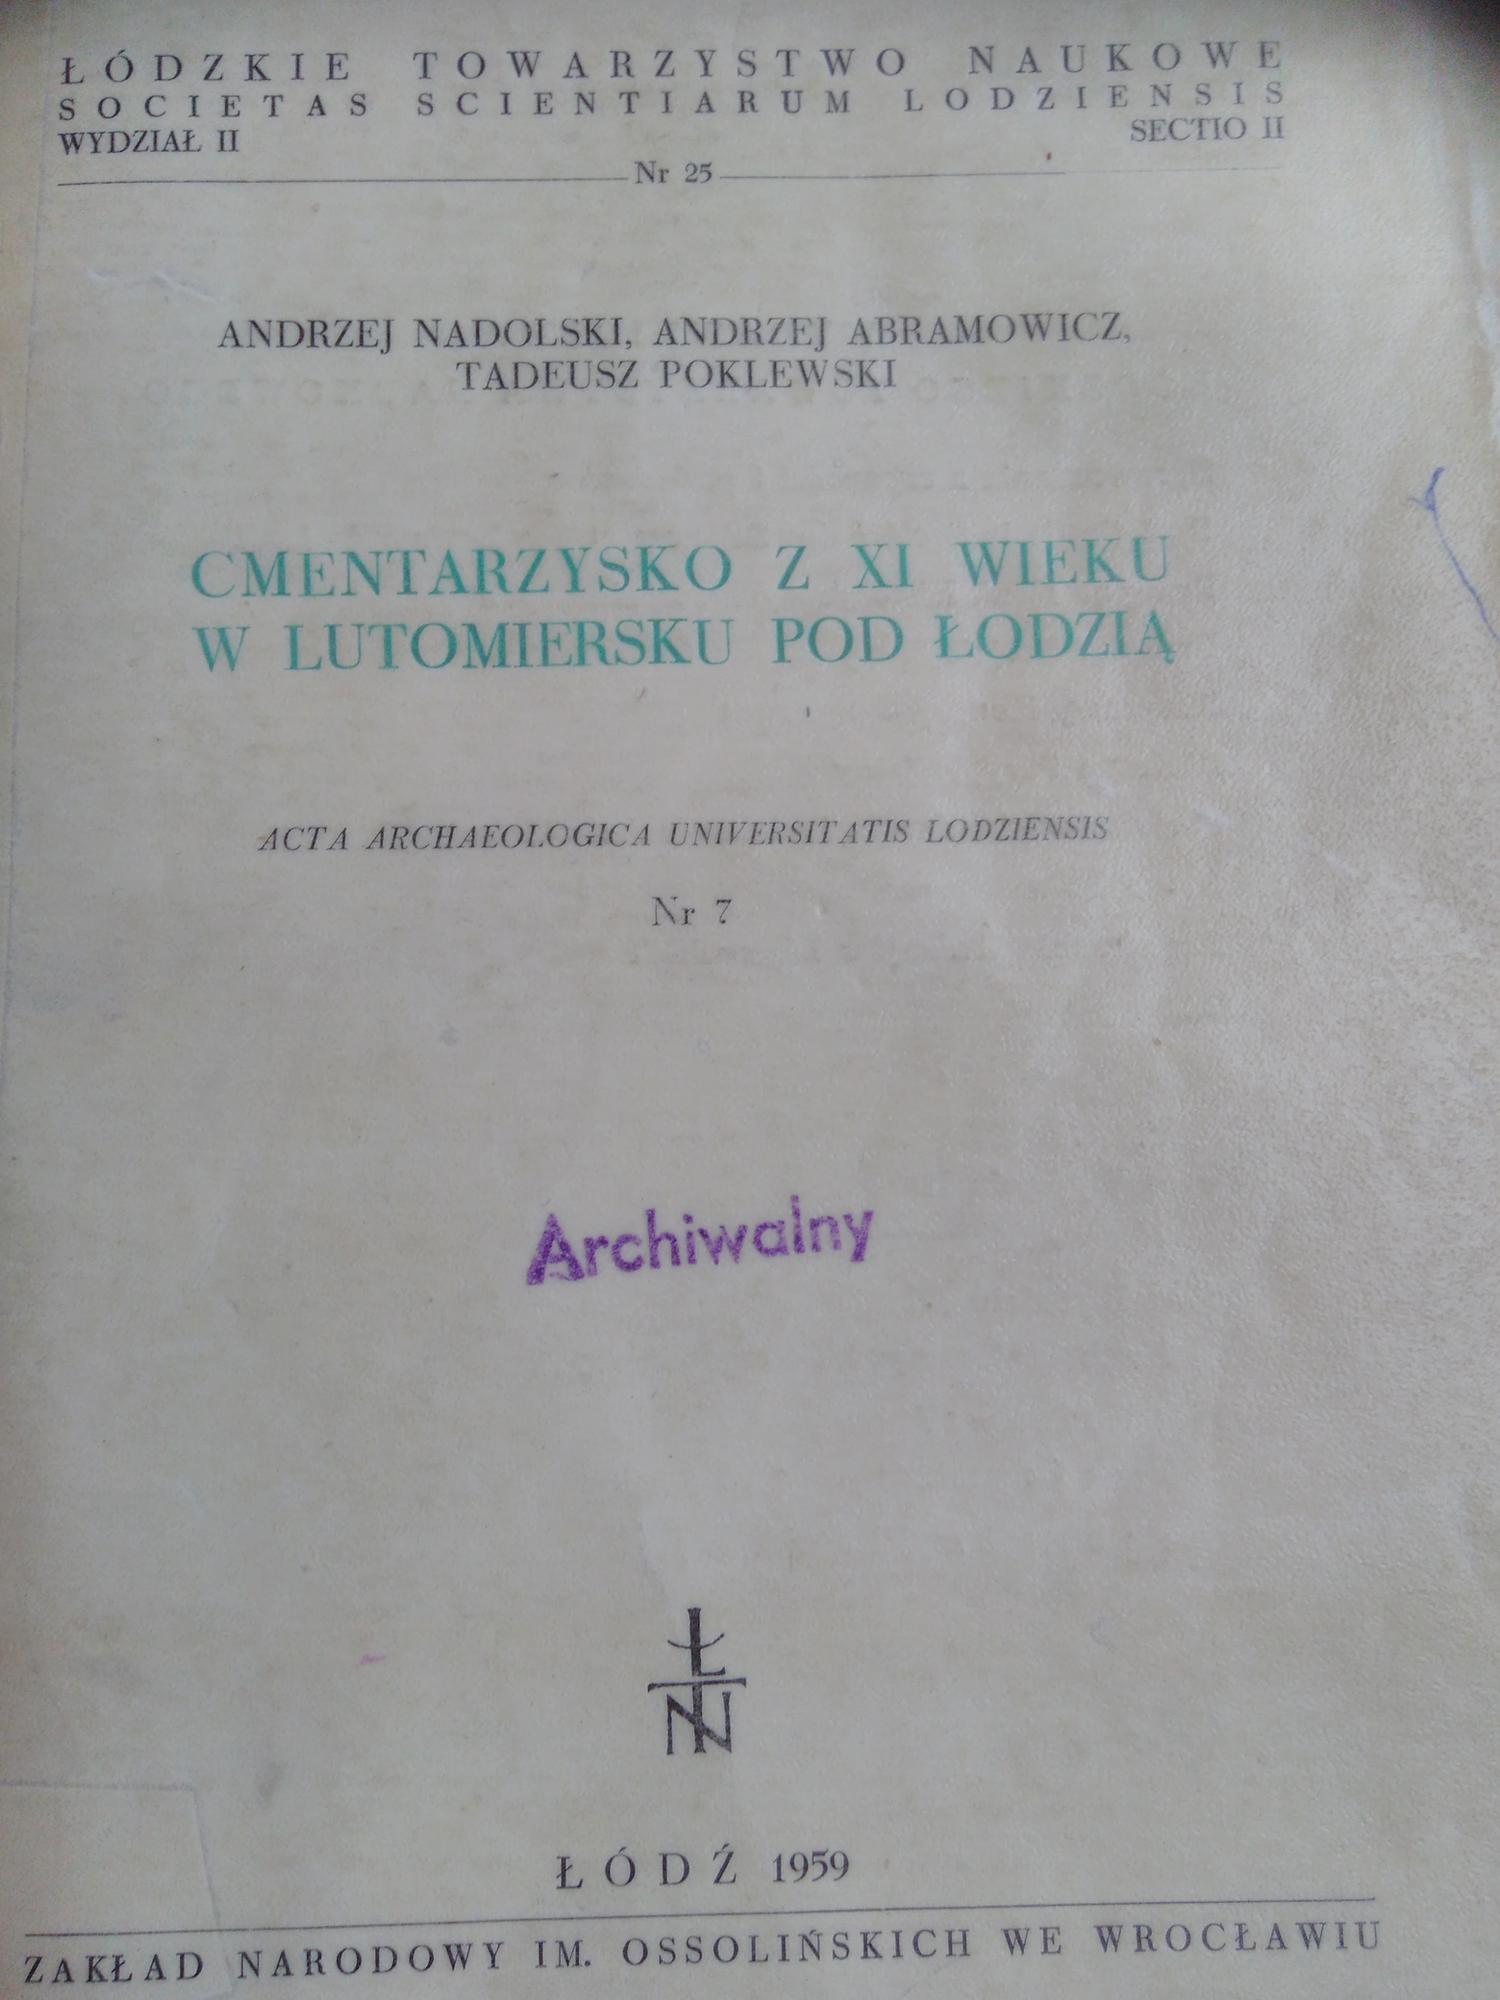 ŁÓDZKIE TOWARZYSTWO NAUKOWE
SOCIETAS SCIENTIARUM LODZIENSIS
WYDZIAŁ II SECTIO II
Nr 25
ANDRZEJ NADOLSKI, ANDRZEJ ABRAMOWICZ,
TADEUSZ POKLEWSKI
CMENTARZYSKO Z XI WIEKU
W LUTOMIERSKU POD ŁODZIĄ
ACTA ARCHAEOLOGICA UNIVERSITATIS LODZIENSIS
Nr 7
Archiwalny
ŁTN
ŁÓDŹ 1959
ZAKŁAD NARODOWY IM. OSSOLIŃSKICH WE WROCŁAWIU